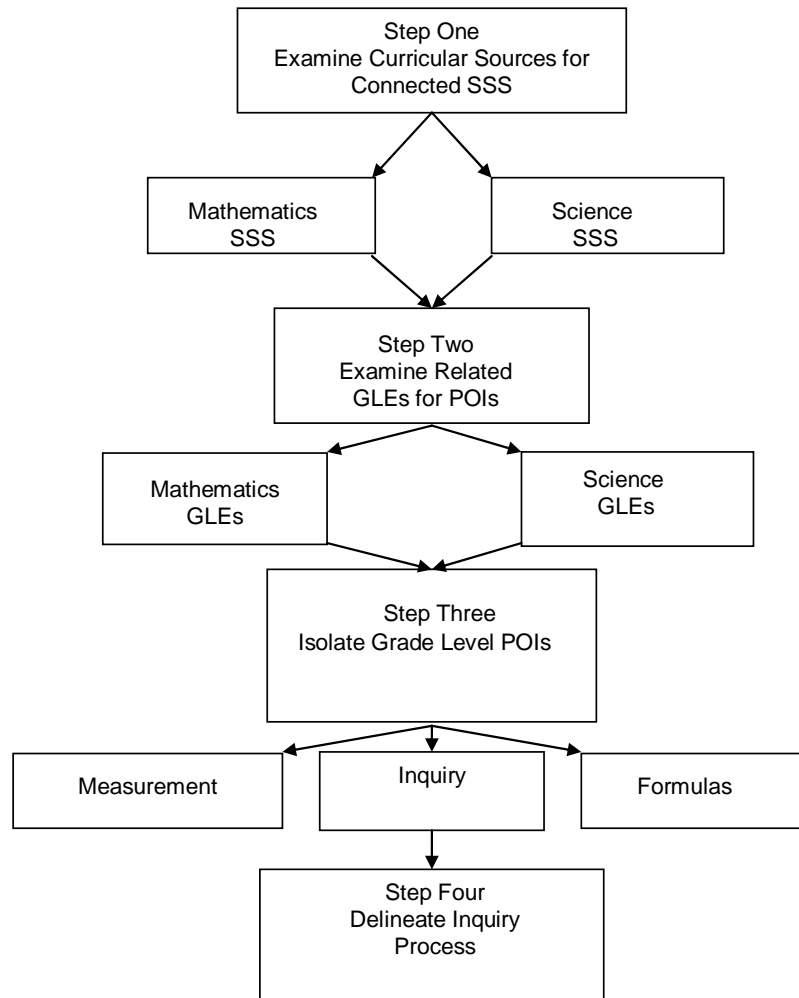 Step One
Examine Curricular Sources for
Connected SSS
Mathematics
SSS
Science
SSS
Step Two
Examine Related
GLEs for POIs
Mathematics
GLEs
Science
GLEs
Step Three
Isolate Grade Level POIs
Measurement
Inquiry
Formulas
Step Four
Delineate Inquiry
Process